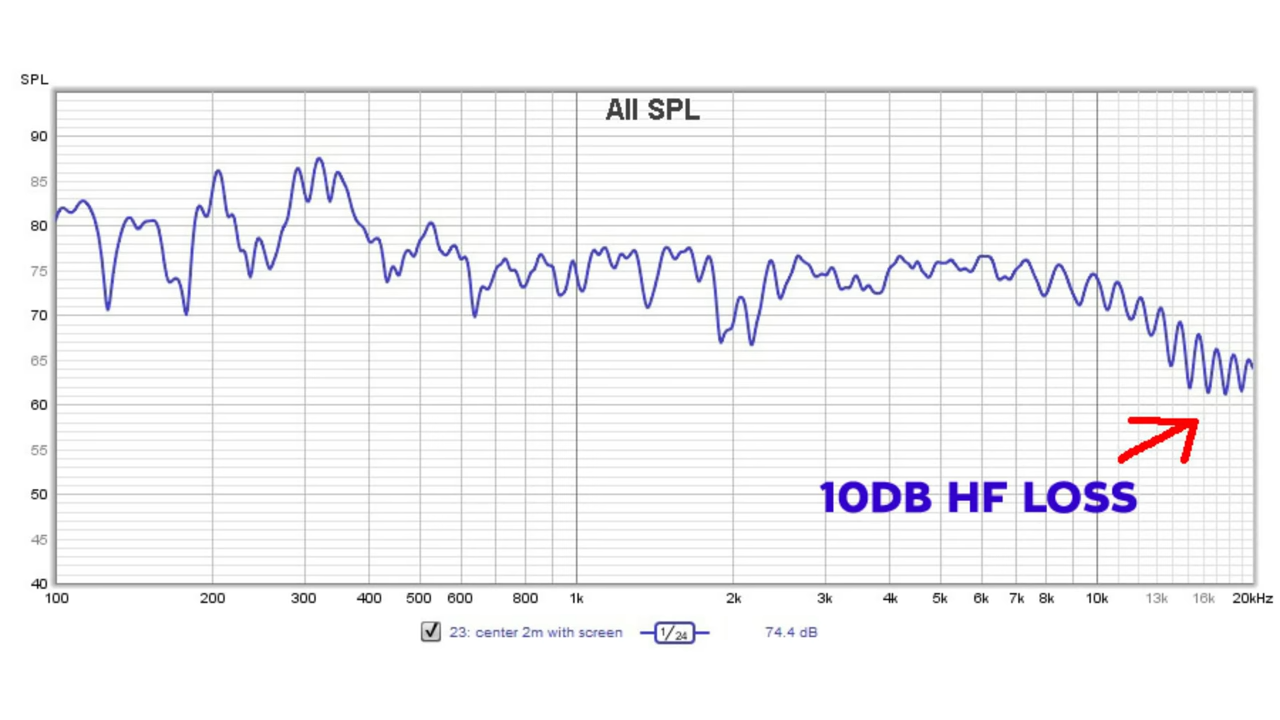 SPL
All SPL
90
85
80
75
70
65
60
55
50
45
40
10DB HF LOSS
100 200 300 400 500 600 800 1k 2k 3k 4k 5k 6k 7k 8k 10k 13k 16k 20kHz
23: center 2m with screen 1/24 74.4 dB